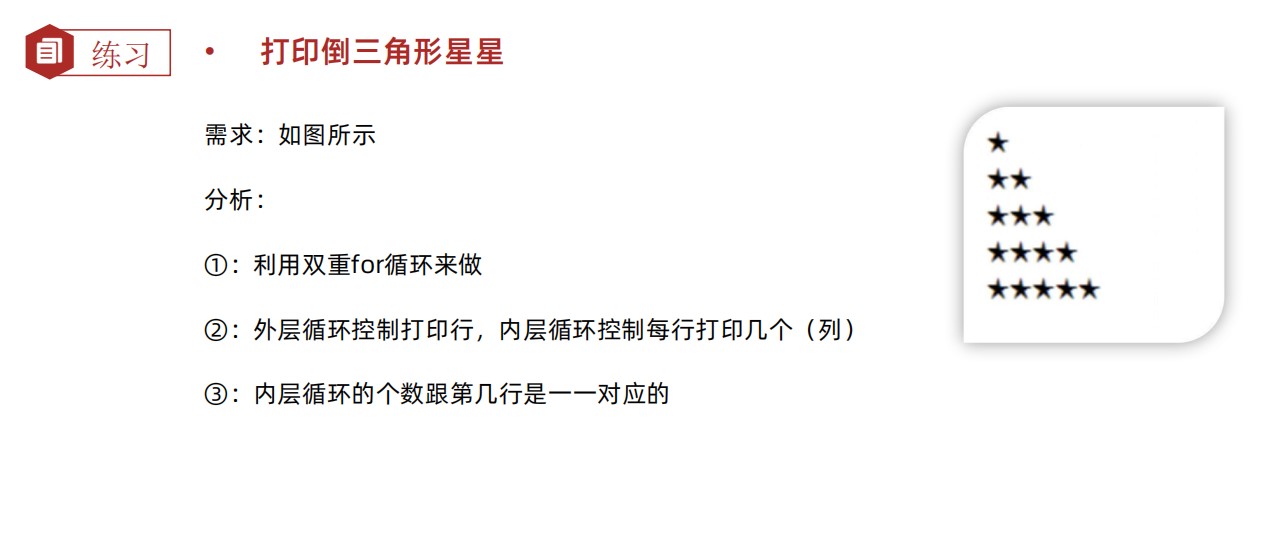 练习
• 打印倒三角形星星
需求：如图所示
分析：
①：利用双重for循环来做
②：外层循环控制打印行，内层循环控制每行打印几个（列）
③：内层循环的个数跟第几行是一一对应的
★
★★
★★★
★★★★
★★★★★